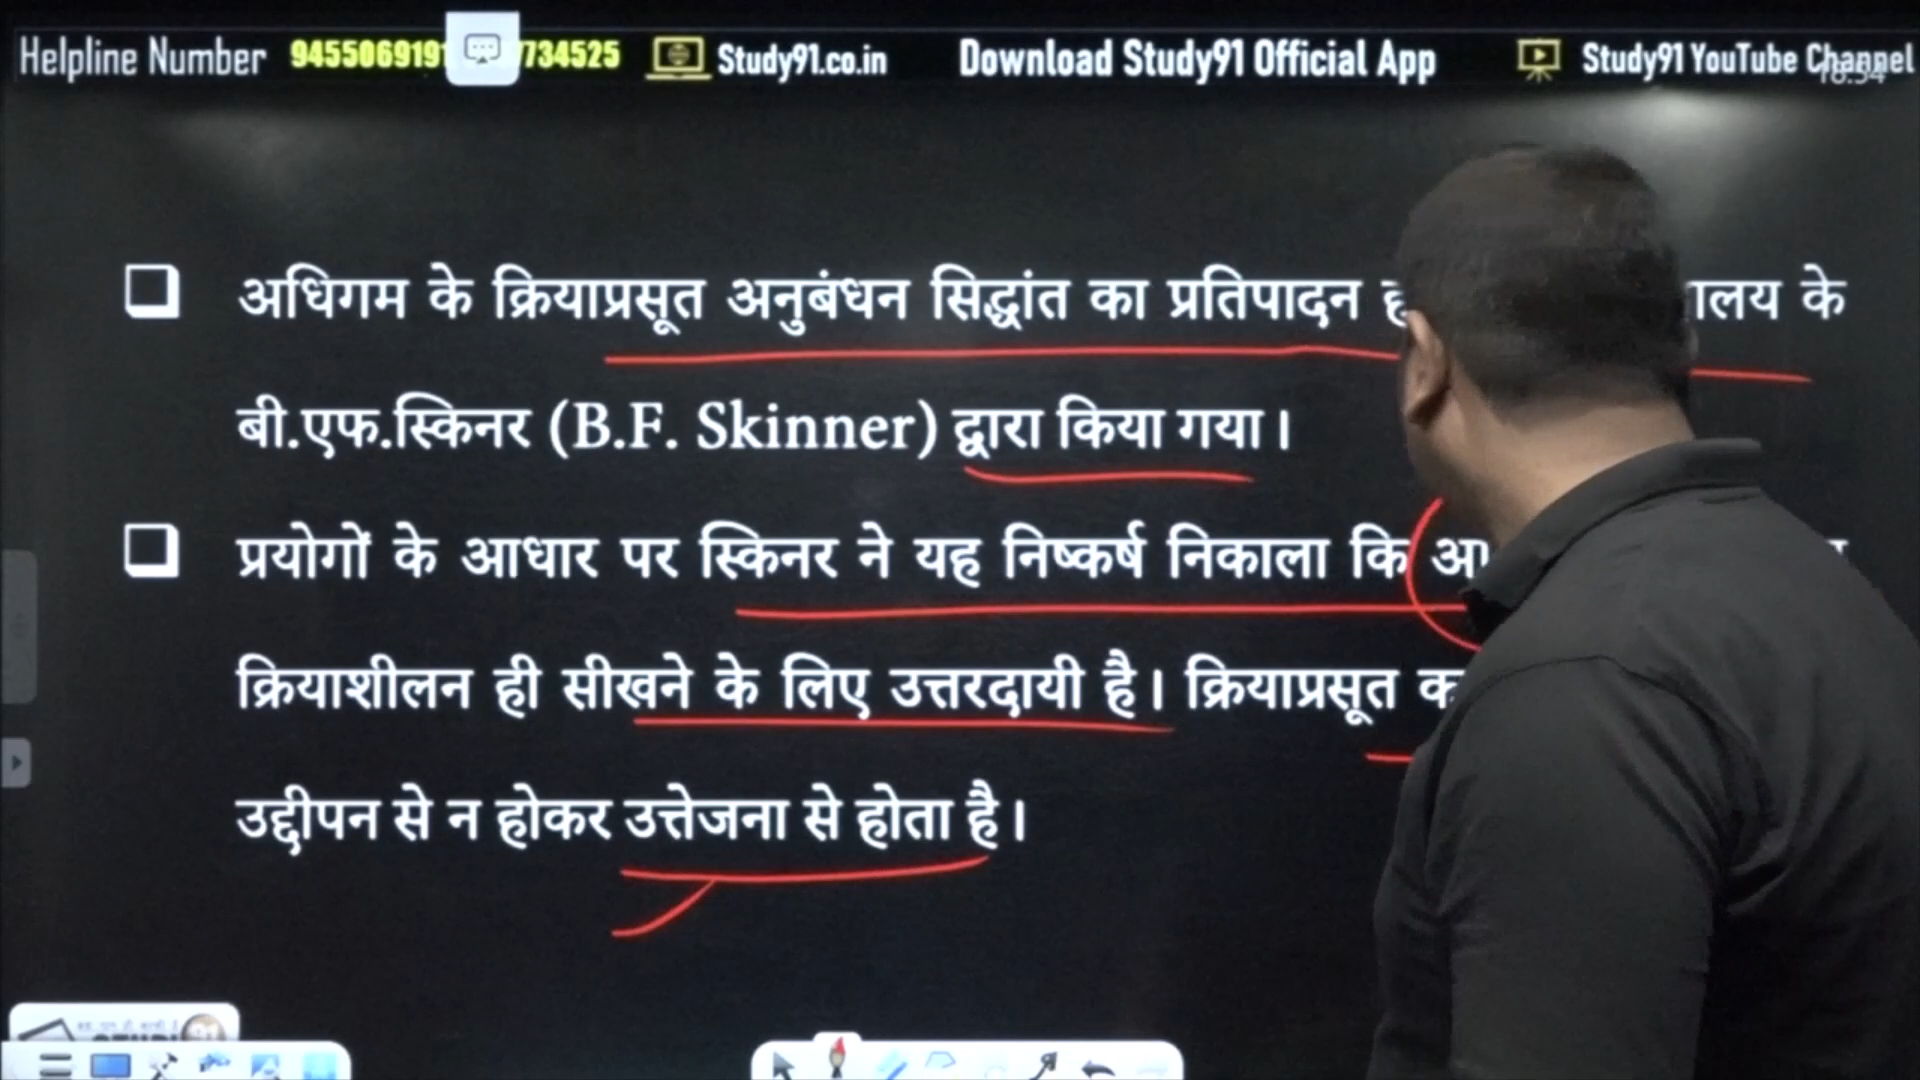 Helpline Number 9455069191 734525 Study91.co.in Download Study91 Official App Study91 YouTube Channel
अधिगम के क्रियाप्रसूत अनुबंधन सिद्धांत का प्रतिपादन के
बी.एफ.स्किनर (B.F. Skinner) द्वारा किया गया।
प्रयोगों के आधार पर स्किनर ने यह निष्कर्ष निकाला कि
क्रियाशीलन ही सीखने के लिए उत्तरदायी है। क्रियाप्रसूत
उद्दीपन से न होकर उत्तेजना से होता है।